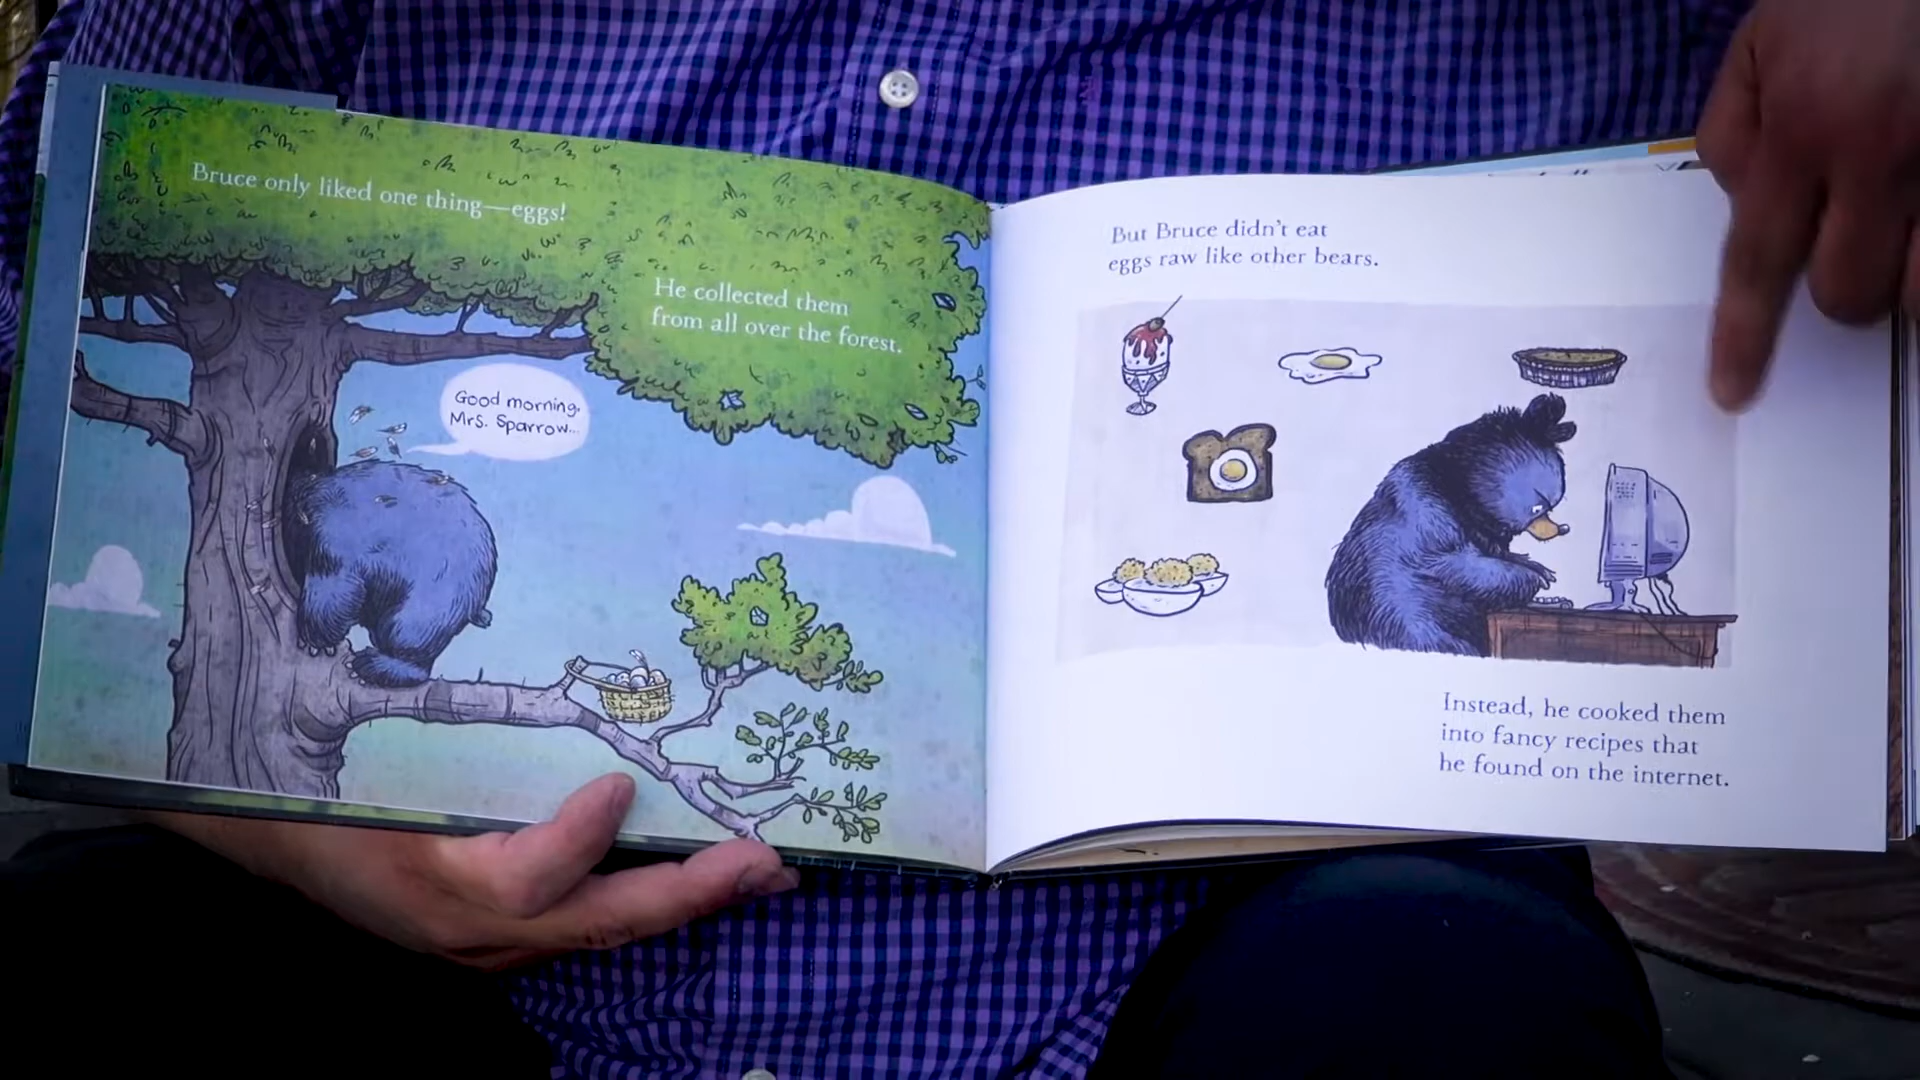 Bruce only liked one thing—eggs!
He collected them
from all over the forest.
Good morning,
Mrs. Sparrow...
But Bruce didn't eat
eggs raw like other bears.
Instead, he cooked them
into fancy recipes that
he found on the internet.